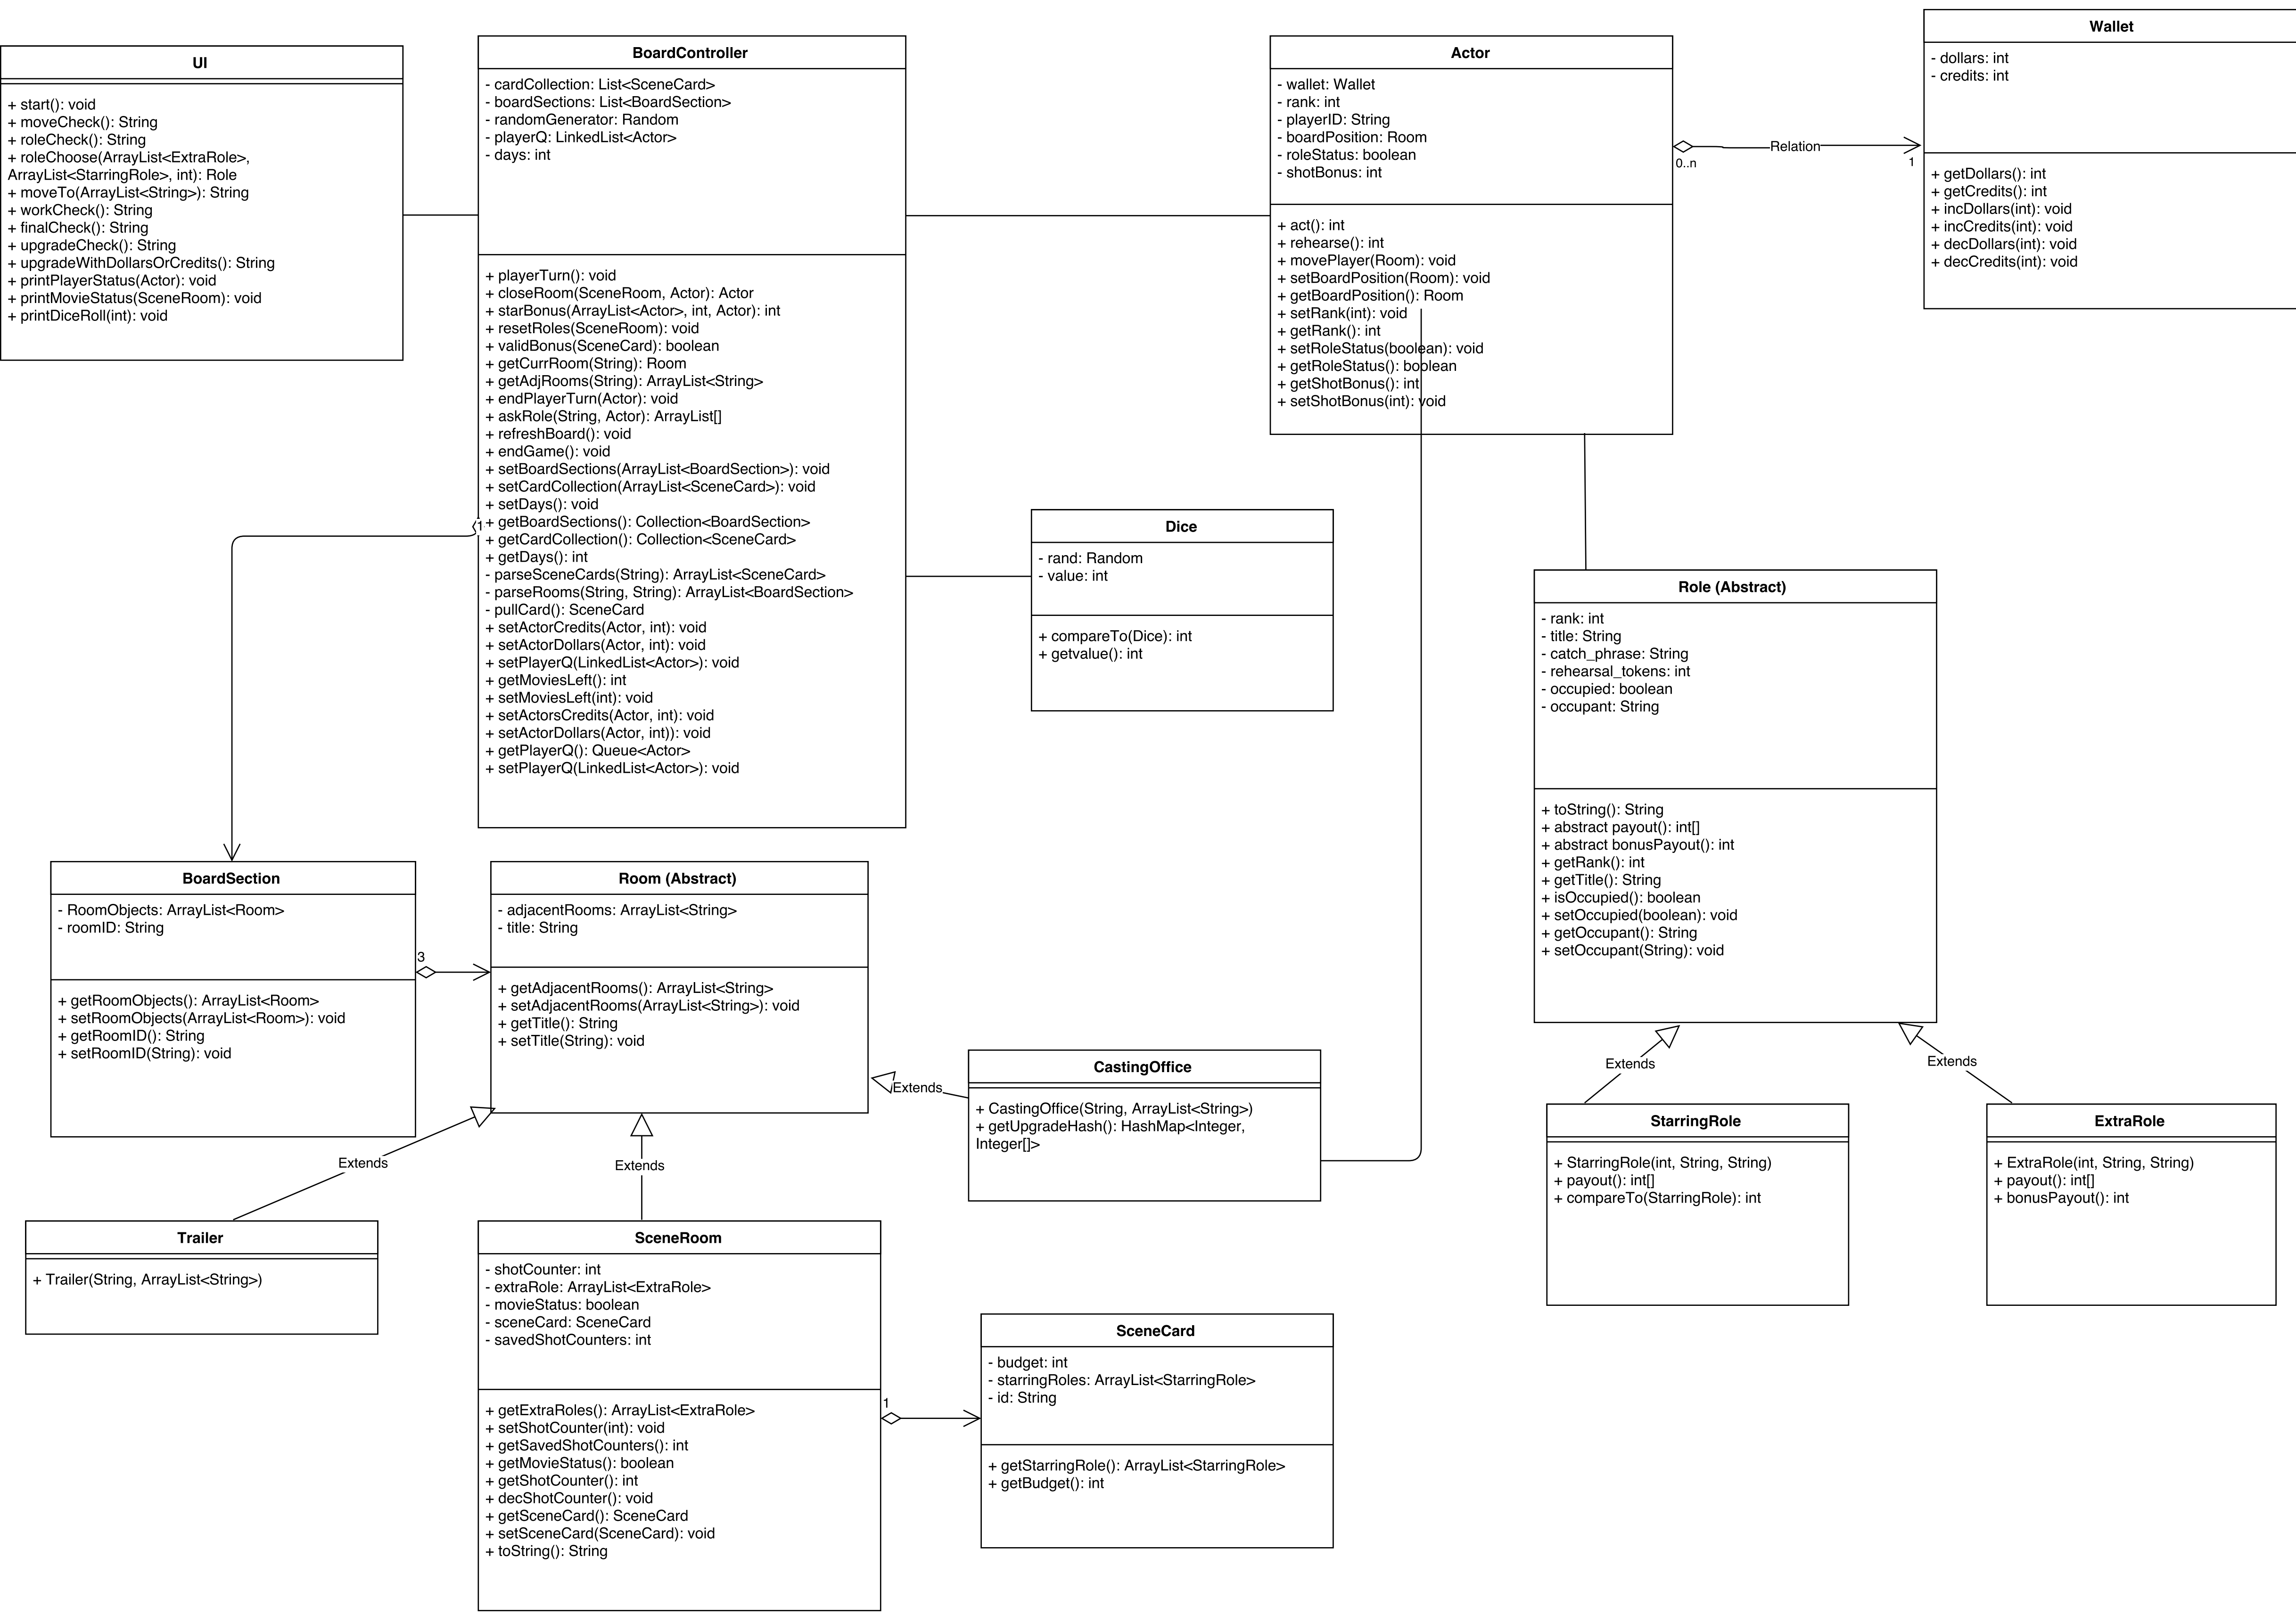 UI
+ start(): void
+ moveCheck(): String
+ roleCheck(): String
+ roleChoose(ArrayList<ExtraRole>,
ArrayList<StarringRole>, int): Role
+ moveTo(ArrayList<String>): String
+ workCheck(): String
+ finalCheck(): String
+ upgradeCheck(): String
+ upgradeWithDollarsOrCredits(): String
+ printPlayerStatus(Actor): void
+ printMovieStatus(SceneRoom): void
+ printDiceRoll(int): void
BoardController
- cardCollection: List<SceneCard>
- boardSections: List<BoardSection>
- randomGenerator: Random
- playerQ: LinkedList<Actor>
- days: int
+ playerTurn(): void
+ closeRoom(SceneRoom, Actor): Actor
+ starBonus(ArrayList<Actor>, int, Actor): int
+ resetRoles(SceneRoom): void
+ validBonus(SceneCard): boolean
+ getCurrRoom(String): Room
+ getAdjRooms(String): ArrayList<String>
+ endPlayerTurn(Actor): void
+ askRole(String, Actor): ArrayList[]
+ refreshBoard(): void
+ endGame(): void
+ setBoardSections(ArrayList<BoardSection>): void
+ setCardCollection(ArrayList<SceneCard>): void
+ setDays(): void
+ getBoardSections(): Collection<BoardSection>
+ getCardCollection(): Collection<SceneCard>
+ getDays(): int
- parseSceneCards(String): ArrayList<SceneCard>
- parseRooms(String, String): ArrayList<BoardSection>
- pullCard(): SceneCard
+ setActorCredits(Actor, int): void
+ setActorDollars(Actor, int): void
+ setPlayerQ(LinkedList<Actor>): void
+ getMoviesLeft(): int
+ setMoviesLeft(int): void
+ setActorsCredits(Actor, int): void
+ setActorDollars(Actor, int)): void
+ getPlayerQ(): Queue<Actor>
+ setPlayerQ(LinkedList<Actor>): void
1
Actor
- wallet: Wallet
- rank: int
- playerID: String
- boardPosition: Room
- roleStatus: boolean
- shotBonus: int
+ act(): int
+ rehearse(): int
+ movePlayer(Room): void
+ setBoardPosition(Room): void
+ getBoardPosition(): Room
+ setRank(int): void
+ getRank(): int
+ setRoleStatus(boolean): void
+ getRoleStatus(): boolean
+ getShotBonus(): int
+ setShotBonus(int): void
0..n
Relation
1
Wallet
- dollars: int
- credits: int
+ getDollars(): int
+ getCredits(): int
+ incDollars(int): void
+ incCredits(int): void
+ decDollars(int): void
+ decCredits(int): void
Dice
- rand: Random
- value: int
+ compareTo(Dice): int
+ getvalue(): int
Role (Abstract)
- rank: int
- title: String
- catch_phrase: String
- rehearsal_tokens: int
- occupied: boolean
- occupant: String
+ toString(): String
+ abstract payout(): int[]
+ abstract bonusPayout(): int
+ getRank(): int
+ getTitle(): String
+ isOccupied(): boolean
+ setOccupied(boolean): void
+ getOccupant(): String
+ setOccupant(String): void
BoardSection
- RoomObjects: ArrayList<Room>
- roomID: String
+ getRoomObjects(): ArrayList<Room>
+ setRoomObjects(ArrayList<Room>): void
+ getRoomID(): String
+ setRoomID(String): void
3
Room (Abstract)
- adjacentRooms: ArrayList<String>
- title: String
+ getAdjacentRooms(): ArrayList<String>
+ setAdjacentRooms(ArrayList<String>): void
+ getTitle(): String
+ setTitle(String): void
Extends
CastingOffice
+ CastingOffice(String, ArrayList<String>)
+ getUpgradeHash(): HashMap<Integer,
Integer[]>
Extends
Extends
StarringRole
+ StarringRole(int, String, String)
+ payout(): int[]
+ compareTo(StarringRole): int
ExtraRole
+ ExtraRole(int, String, String)
+ payout(): int[]
+ bonusPayout(): int
Extends
Extends
Trailer
+ Trailer(String, ArrayList<String>)
SceneRoom
- shotCounter: int
- extraRole: ArrayList<ExtraRole>
- movieStatus: boolean
- sceneCard: SceneCard
- savedShotCounters: int
+ getExtraRoles(): ArrayList<ExtraRole>
+ setShotCounter(int): void
+ getSavedShotCounters(): int
+ getMovieStatus(): boolean
+ getShotCounter(): int
+ decShotCounter(): void
+ getSceneCard(): SceneCard
+ setSceneCard(SceneCard): void
+ toString(): String
1
SceneCard
- budget: int
- starringRoles: ArrayList<StarringRole>
- id: String
+ getStarringRole(): ArrayList<StarringRole>
+ getBudget(): int